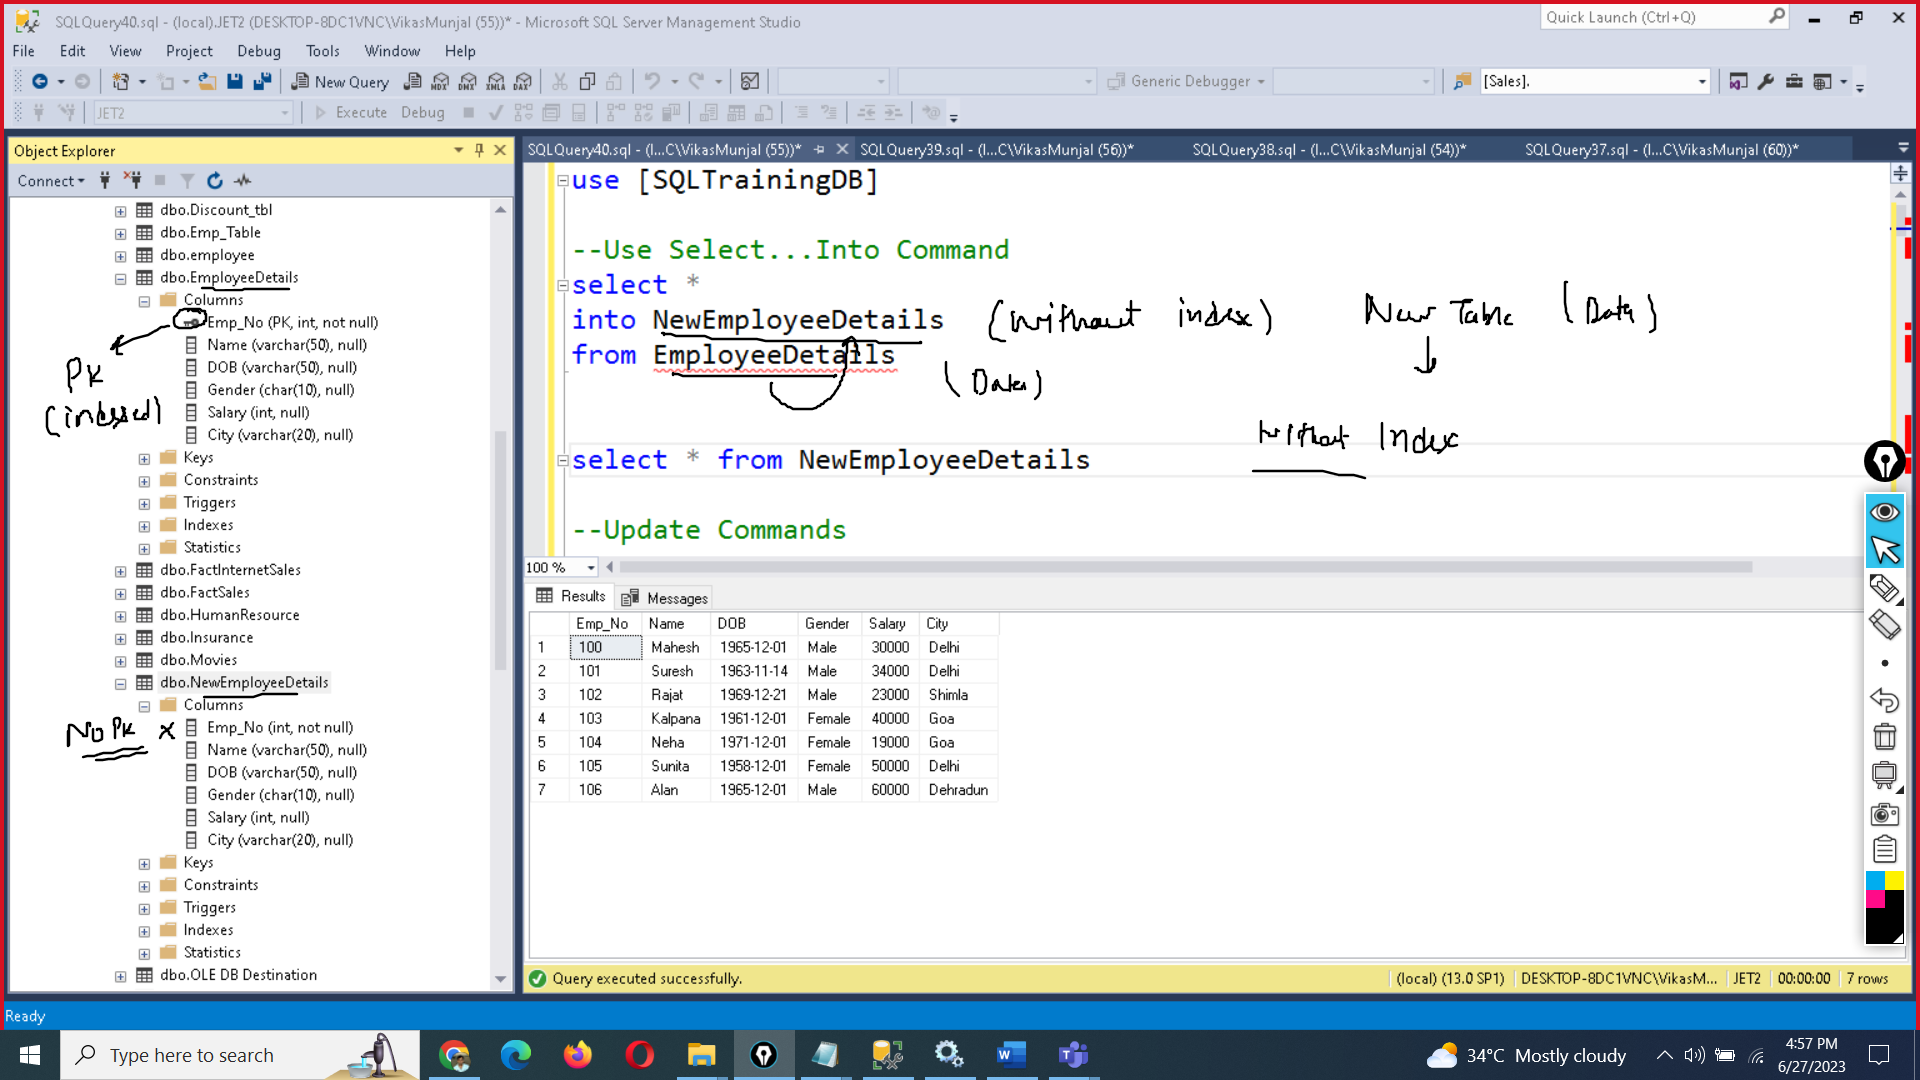 SQLQuery40.sql - (local).JET2 (DESKTOP-8DC1VNC\VikasMunjal (55))* - Microsoft SQL Server Management Studio
Quick Launch (Ctrl+Q)
File Edit View Project Debug Tools Window Help
New Query
MDX DMX XMLA DAX
Generic Debugger
[Sales].
JET2
Execute Debug
Object Explorer
Connect
dbo.Discount_tbl
dbo.Emp_Table
dbo.employee
dbo.EmployeeDetails
Columns
Emp_No (PK, int, not null)
Name (varchar(50), null)
DOB (varchar(50), null)
Gender (char(10), null)
Salary (int, null)
City (varchar(20), null)
Keys
Constraints
Triggers
Indexes
Statistics
dbo.FactInternetSales
dbo.FactSales
dbo.HumanResource
dbo.Insurance
dbo.Movies
dbo.NewEmployeeDetails
Columns
Emp_No (int, not null)
Name (varchar(50), null)
DOB (varchar(50), null)
Gender (char(10), null)
Salary (int, null)
City (varchar(20), null)
Keys
Constraints
Triggers
Indexes
Statistics
dbo.OLE DB Destination
PK
(indexed)
No PK x
SQLQuery40.sql - (l...C\VikasMunjal (55))* SQLQuery39.sql - (l...C\VikasMunjal (56))* SQLQuery38.sql - (l...C\VikasMunjal (54))* SQLQuery37.sql - (l...C\VikasMunjal (60))*
use [SQLTrainingDB]
--Use Select...Into Command
select *
into NewEmployeeDetails (without index) New Table (Data)
from EmployeeDetails (Data)
without Index
select * from NewEmployeeDetails
--Update Commands
100 %
Results Messages
Emp_No Name DOB Gender Salary City
1 100 Mahesh 1965-12-01 Male 30000 Delhi
2 101 Suresh 1963-11-14 Male 34000 Delhi
3 102 Rajat 1969-12-21 Male 23000 Shimla
4 103 Kalpana 1961-12-01 Female 40000 Goa
5 104 Neha 1971-12-01 Female 19000 Goa
6 105 Sunita 1958-12-01 Female 50000 Delhi
7 106 Alan 1965-12-01 Male 60000 Dehradun
Query executed successfully. (local) (13.0 SP1) DESKTOP-8DC1VNC\VikasM... JET2 00:00:00 7 rows
Ready
Type here to search
34°C Mostly cloudy
4:57 PM
6/27/2023